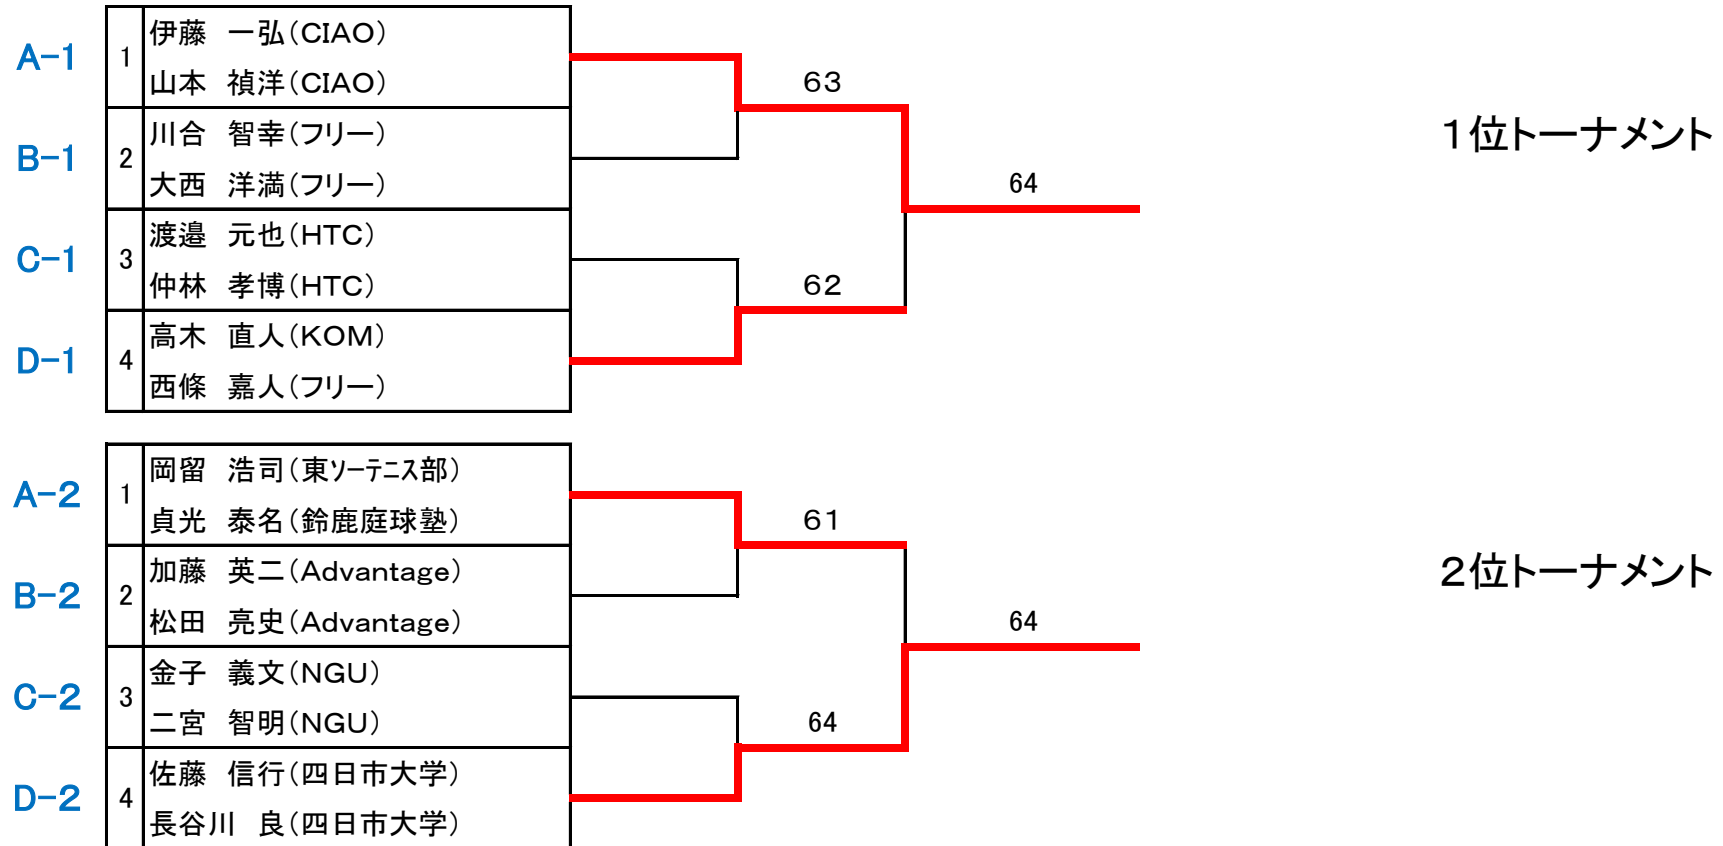 A-1
1
伊藤　一弘(CIAO)
山本　禎洋(CIAO)
63
B-1
2
川合　智幸(フリー)
大西　洋満(フリー)
1位トーナメント
64
C-1
3
渡邉　元也(HTC)
仲林　孝博(HTC)
62
D-1
4
高木　直人(KOM)
西條　嘉人(フリー)
A-2
1
岡留　浩司(東ソーテニス部)
貞光　泰名(鈴鹿庭球塾)
61
B-2
2
加藤　英二(Advantage)
松田　亮史(Advantage)
2位トーナメント
64
C-2
3
金子　義文(NGU)
二宮　智明(NGU)
64
D-2
4
佐藤　信行(四日市大学)
長谷川　良(四日市大学)